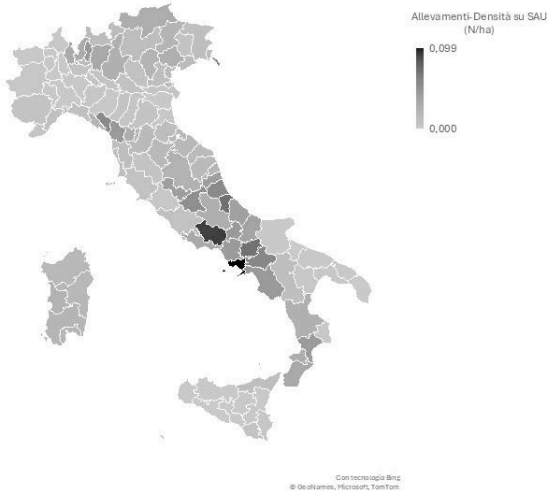 Allevamenti-Densità su SAU
(N/ha)
0,099
0,000
Con tecnologia Bing
© GeoNames, Microsoft, TomTom